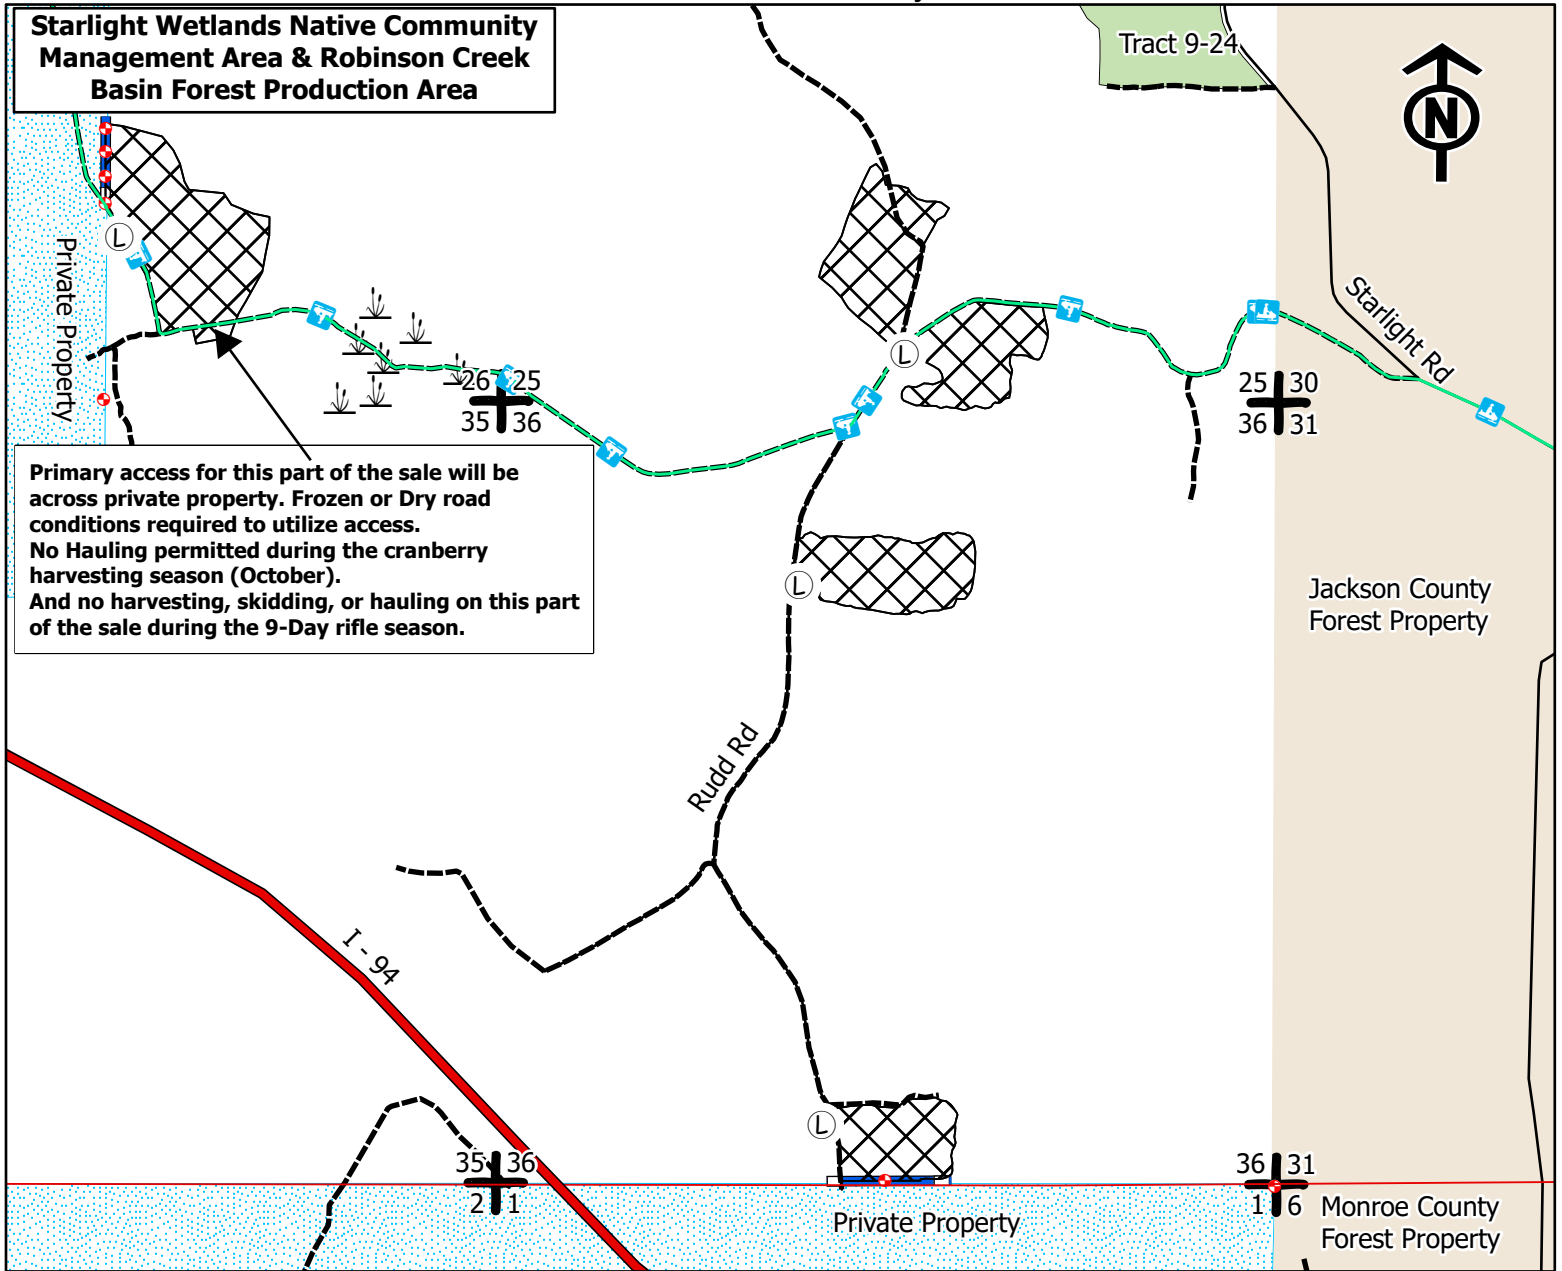 Starlight Wetlands Native Community
Management Area & Robinson Creek
Basin Forest Production Area
Tract 9-24
N
L
Private Property
Starlight Rd
L
26 25
35 36
25 30
36 31
Primary access for this part of the sale will be
across private property. Frozen or Dry road
conditions required to utilize access.
No Hauling permitted during the cranberry
harvesting season (October).
And no harvesting, skidding, or hauling on this part
of the sale during the 9-Day rifle season.
L
Jackson County
Forest Property
Rudd Rd
I - 94
L
35 36
2 1
36 31
1 6
Private Property
Monroe County
Forest Property